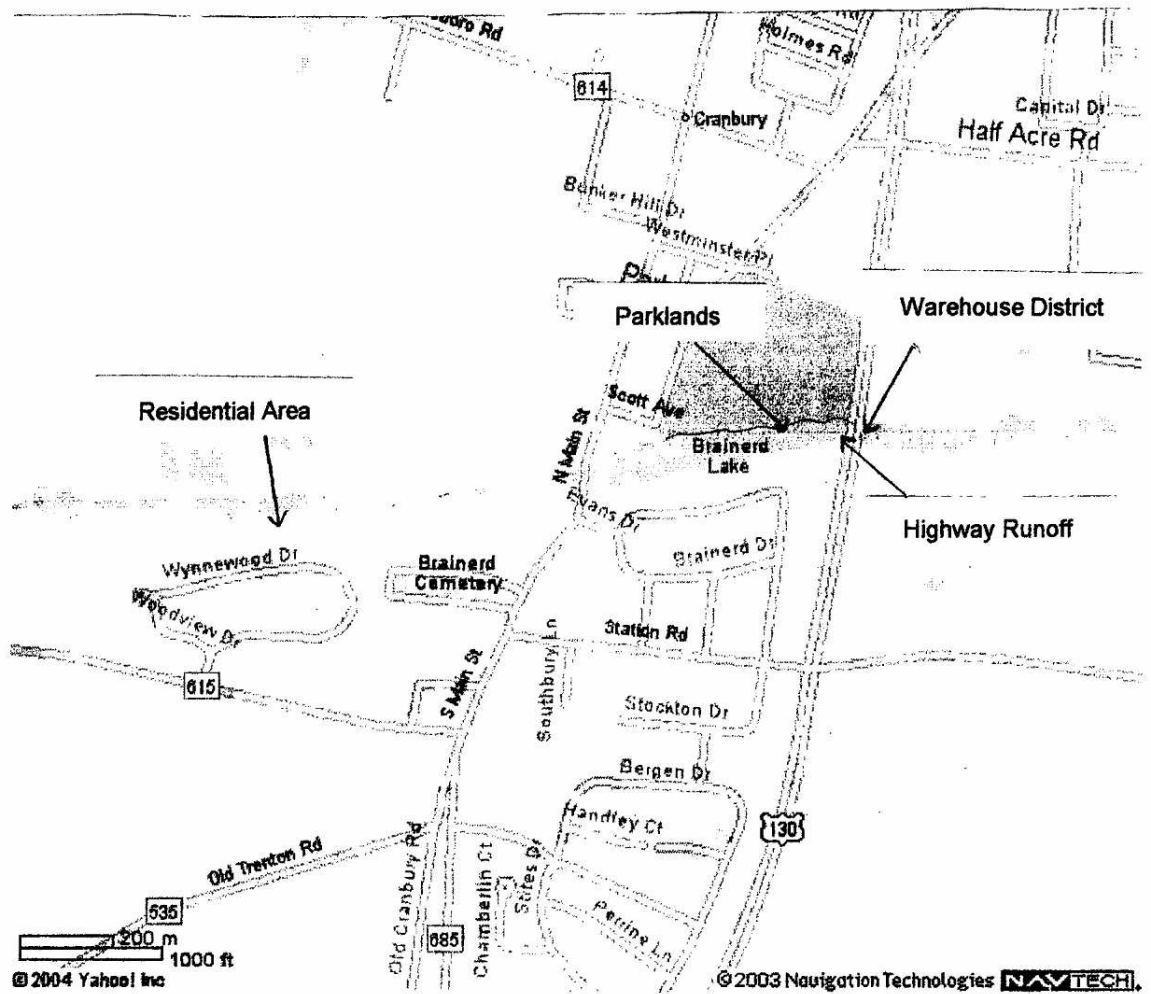 boro Rd
614
Holmes Rd
Cranbury
Capital Dr
Half Acre Rd
Bunker Hill Dr
Westminster Pl
Parklands
Warehouse District
Residential Area
Scott Ave
N Main St
Brainerd
Lake
Evans Dr
Highway Runoff
Brainerd Dr
Wynnewood Dr
Brainerd
Cemetery
Woodview Dr
Station Rd
615
S Main St
Southbury Ln
Stockton Dr
Bergen Dr
Handley Ct
130
Old Trenton Rd
Old Cranbury Rd
Chamberlin Ct
Stites Dr
Perrine Ln
535
685
200 m
1000 ft
© 2004 Yahoo! Inc
© 2003 Navigation Technologies NAVTECH.